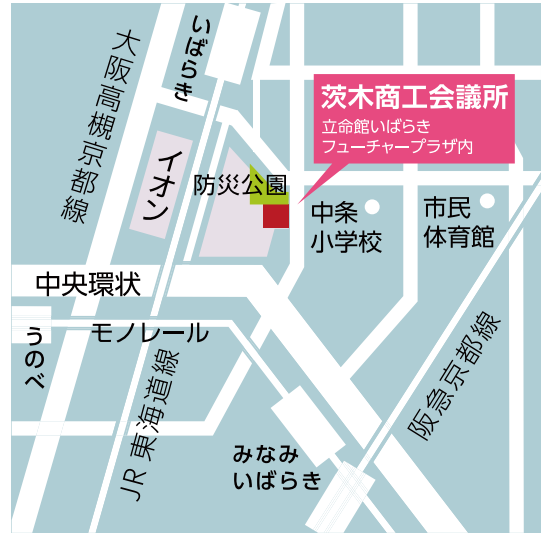 いばらき
大阪高槻京都線
茨木商工会議所
立命館いばらき
フューチャープラザ内
イオン
防災公園
中条
小学校
市民
体育館
中央環状
モノレール
うのべ
JR東海道線
阪急京都線
みなみ
いばらき